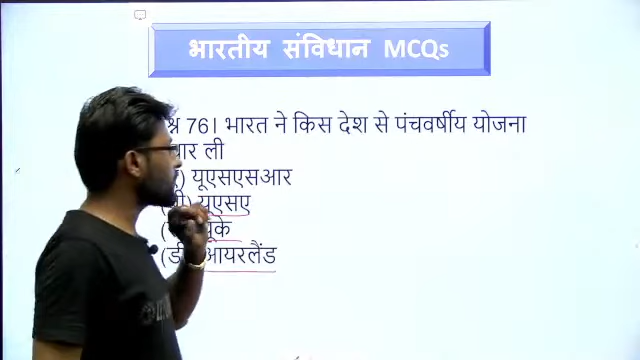 भारतीय संविधान MCQs
76। भारत ने किस देश से पंचवर्षीय योजना
ली
यूएसएसआर
यूएसए
यूके
(डी) आयरलैंड